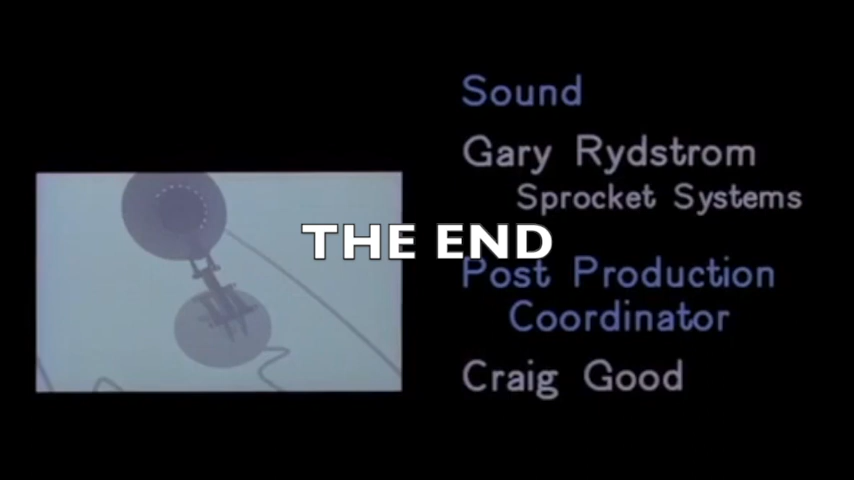 Sound
Gary Rydstrom
Sprocket Systems
THE END
Post Production
Coordinator
Craig Good